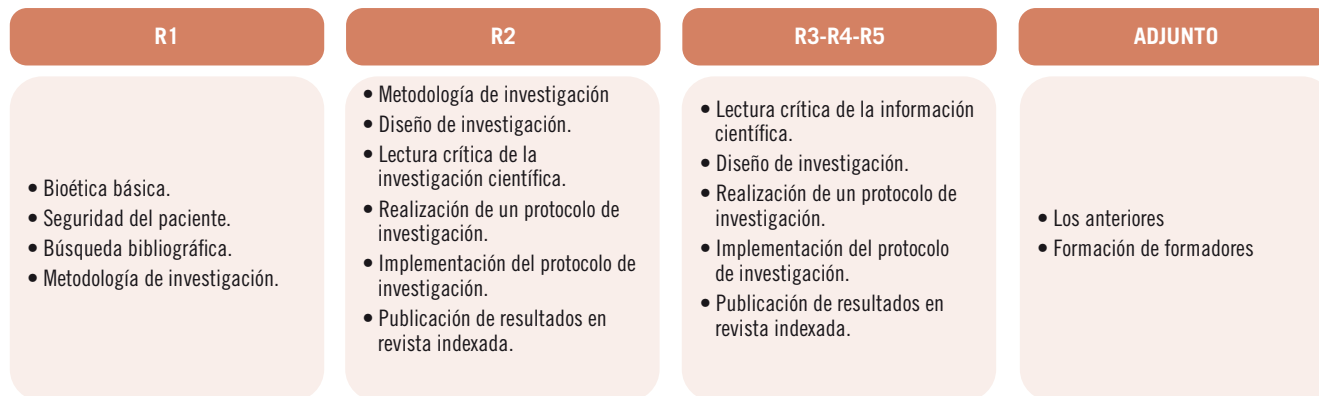 R1
• Bioética básica.
• Seguridad del paciente.
• Búsqueda bibliográfica.
• Metodología de investigación.
R2
• Metodología de investigación
• Diseño de investigación.
• Lectura crítica de la
investigación científica.
• Realización de un protocolo de
investigación.
• Implementación del protocolo de
investigación.
• Publicación de resultados en
revista indexada.
R3-R4-R5
• Lectura crítica de la información
científica.
• Diseño de investigación.
• Realización de un protocolo de
investigación.
• Implementación del protocolo
de investigación.
• Publicación de resultados en
revista indexada.
ADJUNTO
• Los anteriores
• Formación de formadores